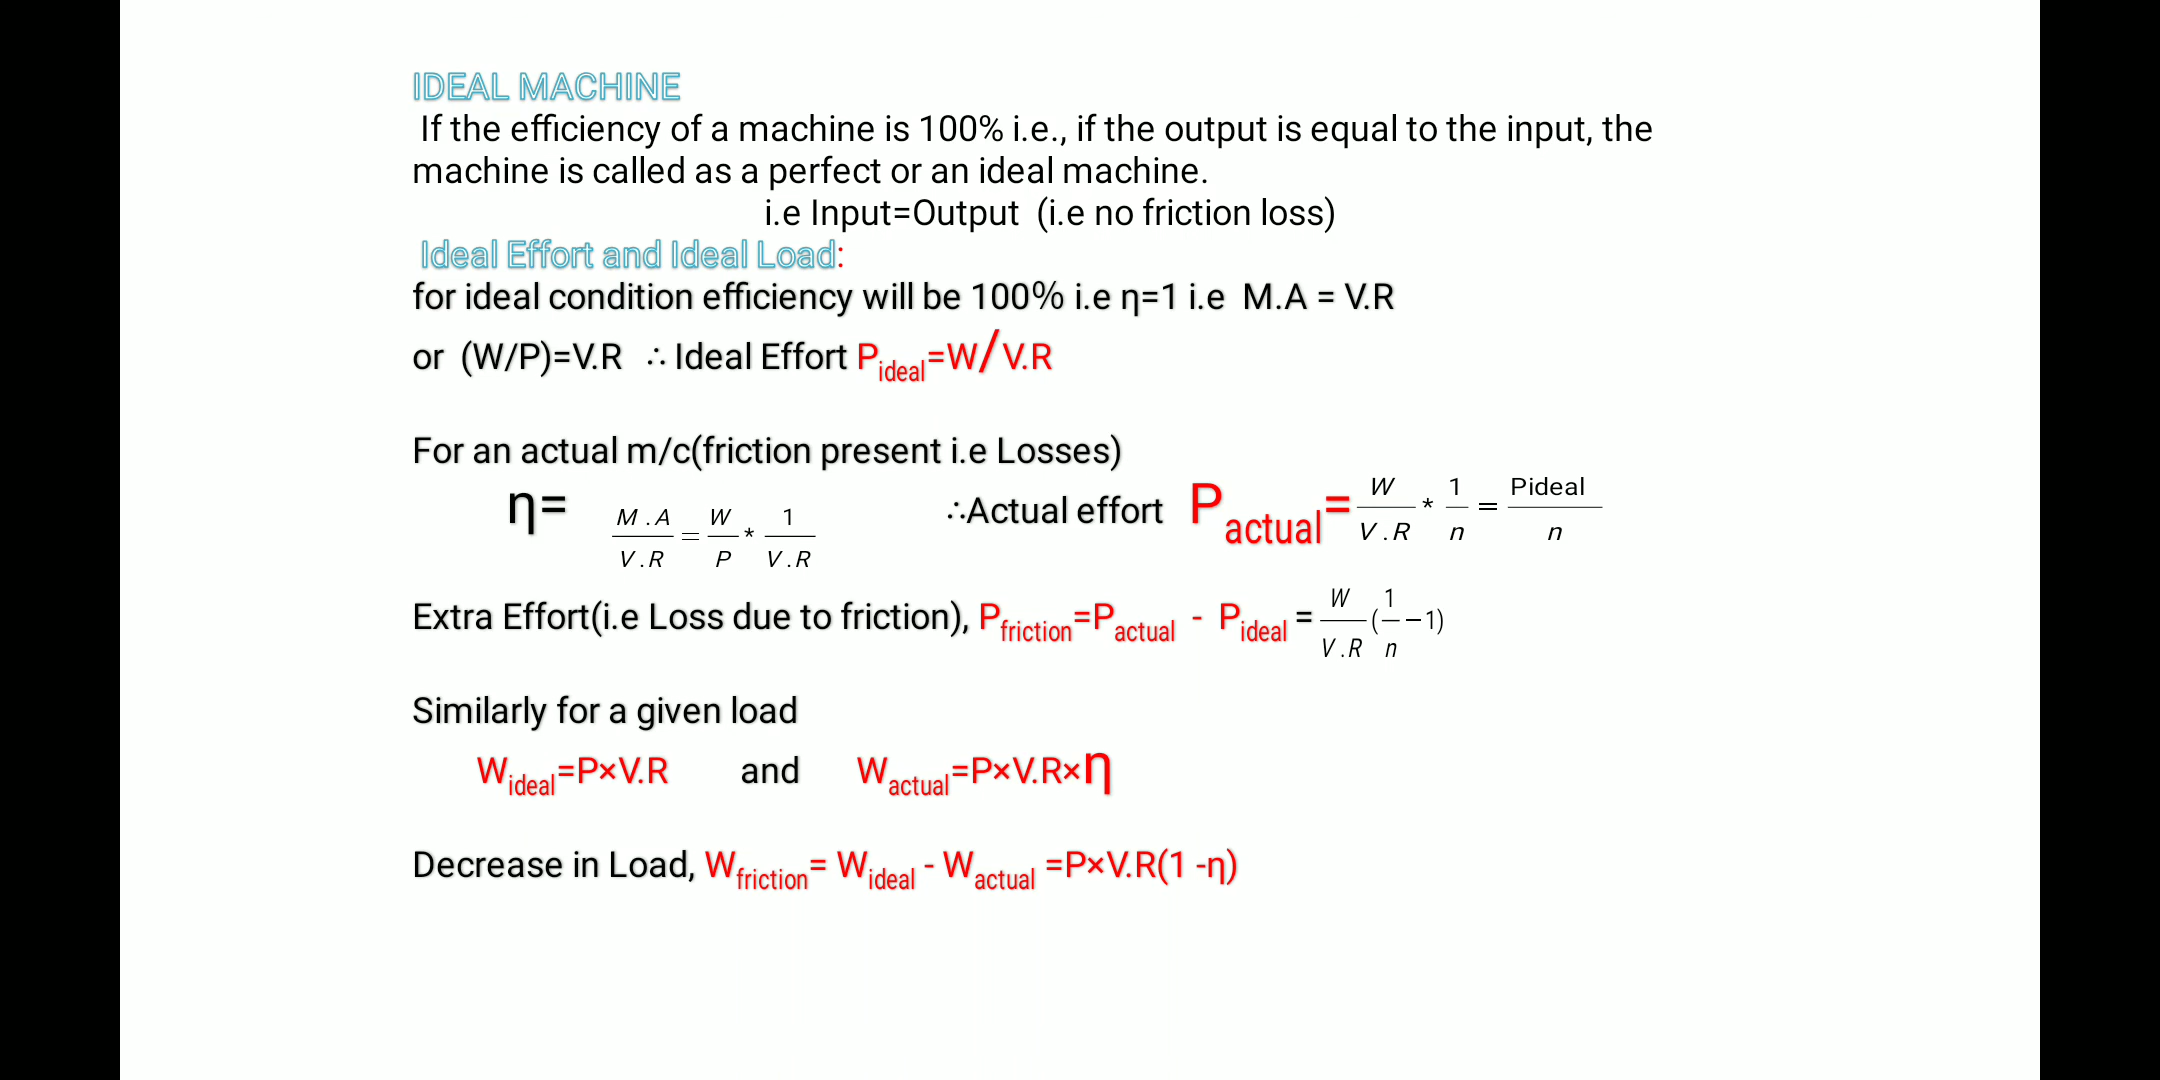 IDEAL MACHINE
If the efficiency of a machine is 100% i.e., if the output is equal to the input, the
machine is called as a perfect or an ideal machine.
i.e Input=Output (i.e no friction loss)
Ideal Effort and Ideal Load:
for ideal condition efficiency will be 100% i.e η=1 i.e M.A = V.R
or (W/P)=V.R ∴ Ideal Effort P_ideal=W/V.R
For an actual m/c(friction present i.e Losses)
η= M.A/V.R = W/P * 1/V.R ∴Actual effort P_actual= W/V.R * 1/n = Pideal/n
Extra Effort(i.e Loss due to friction), P_friction=P_actual - P_ideal = W/V.R (1/n − 1)
Similarly for a given load
W_ideal=P×V.R and W_actual=P×V.R×η
Decrease in Load, W_friction= W_ideal - W_actual =P×V.R(1 -η)